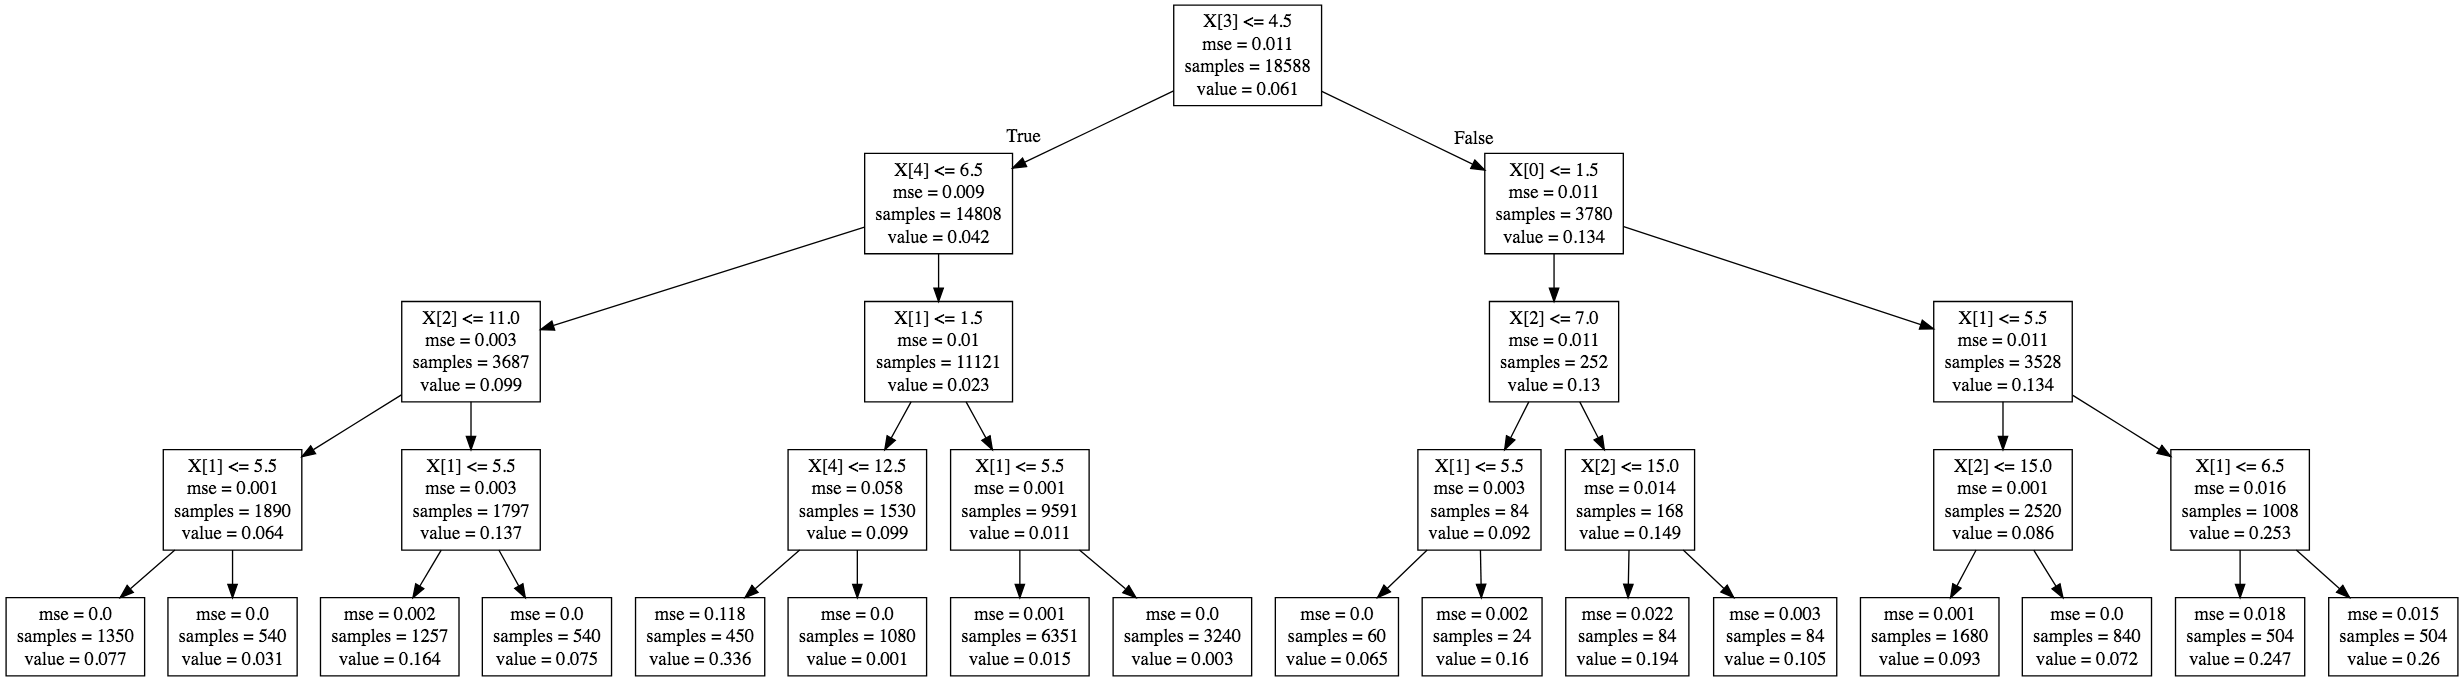 X[3] <= 4.5
mse = 0.011
samples = 18588
value = 0.061
True
False
X[4] <= 6.5
mse = 0.009
samples = 14808
value = 0.042
X[0] <= 1.5
mse = 0.011
samples = 3780
value = 0.134
X[2] <= 11.0
mse = 0.003
samples = 3687
value = 0.099
X[1] <= 1.5
mse = 0.01
samples = 11121
value = 0.023
X[2] <= 7.0
mse = 0.011
samples = 252
value = 0.13
X[1] <= 5.5
mse = 0.011
samples = 3528
value = 0.134
X[1] <= 5.5
mse = 0.001
samples = 1890
value = 0.064
X[1] <= 5.5
mse = 0.003
samples = 1797
value = 0.137
X[4] <= 12.5
mse = 0.058
samples = 1530
value = 0.099
X[1] <= 5.5
mse = 0.001
samples = 9591
value = 0.011
X[1] <= 5.5
mse = 0.003
samples = 84
value = 0.092
X[2] <= 15.0
mse = 0.014
samples = 168
value = 0.149
X[2] <= 15.0
mse = 0.001
samples = 2520
value = 0.086
X[1] <= 6.5
mse = 0.016
samples = 1008
value = 0.253
mse = 0.0
samples = 1350
value = 0.077
mse = 0.0
samples = 540
value = 0.031
mse = 0.002
samples = 1257
value = 0.164
mse = 0.0
samples = 540
value = 0.075
mse = 0.118
samples = 450
value = 0.336
mse = 0.0
samples = 1080
value = 0.001
mse = 0.001
samples = 6351
value = 0.015
mse = 0.0
samples = 3240
value = 0.003
mse = 0.0
samples = 60
value = 0.065
mse = 0.002
samples = 24
value = 0.16
mse = 0.022
samples = 84
value = 0.194
mse = 0.003
samples = 84
value = 0.105
mse = 0.001
samples = 1680
value = 0.093
mse = 0.0
samples = 840
value = 0.072
mse = 0.018
samples = 504
value = 0.247
mse = 0.015
samples = 504
value = 0.26